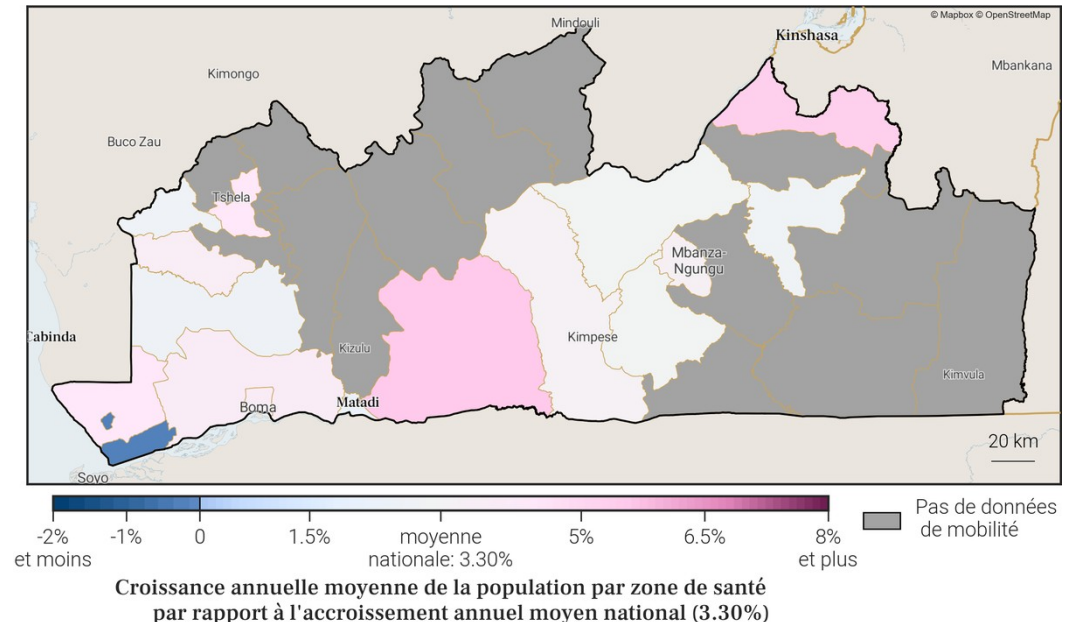 © Mapbox © OpenStreetMap
Mindouli
Kinshasa
Mbankana
Kimongo
Buco Zau
Tshela
Mbanza-
Ngungu
Cabinda
Kimpese
Kizulu
Kimvula
Matadi
Boma
20 km
Soyo
-2%
et moins
-1%
0
1.5%
moyenne
nationale: 3.30%
5%
6.5%
8%
et plus
Pas de données
de mobilité
Croissance annuelle moyenne de la population par zone de santé
par rapport à l'accroissement annuel moyen national (3.30%)